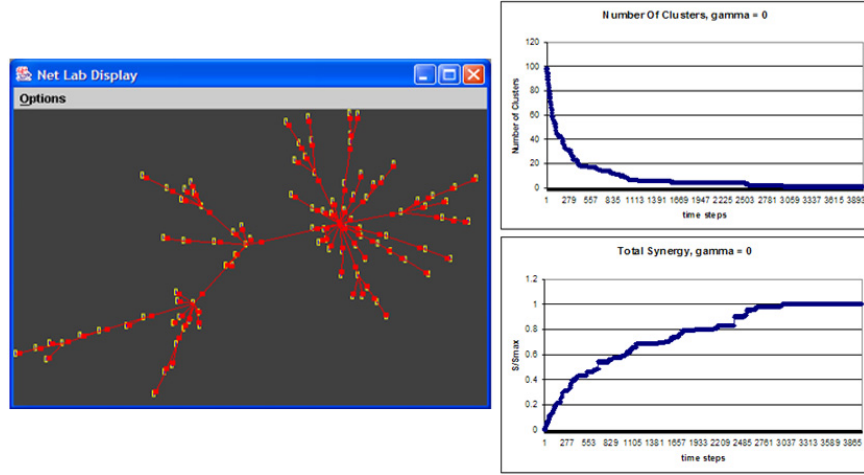 Net Lab Display
Options
Number Of Clusters, gamma = 0
Number of Clusters
120
100
80
60
40
20
0
1 279 557 835 1113 1391 1669 1947 2225 2503 2781 3059 3337 3615 3893
time steps
Total Synergy, gamma = 0
S/Smax
1.2
1
0.8
0.6
0.4
0.2
0
1 277 553 829 1105 1381 1657 1933 2209 2485 2761 3037 3313 3589 3865
time steps